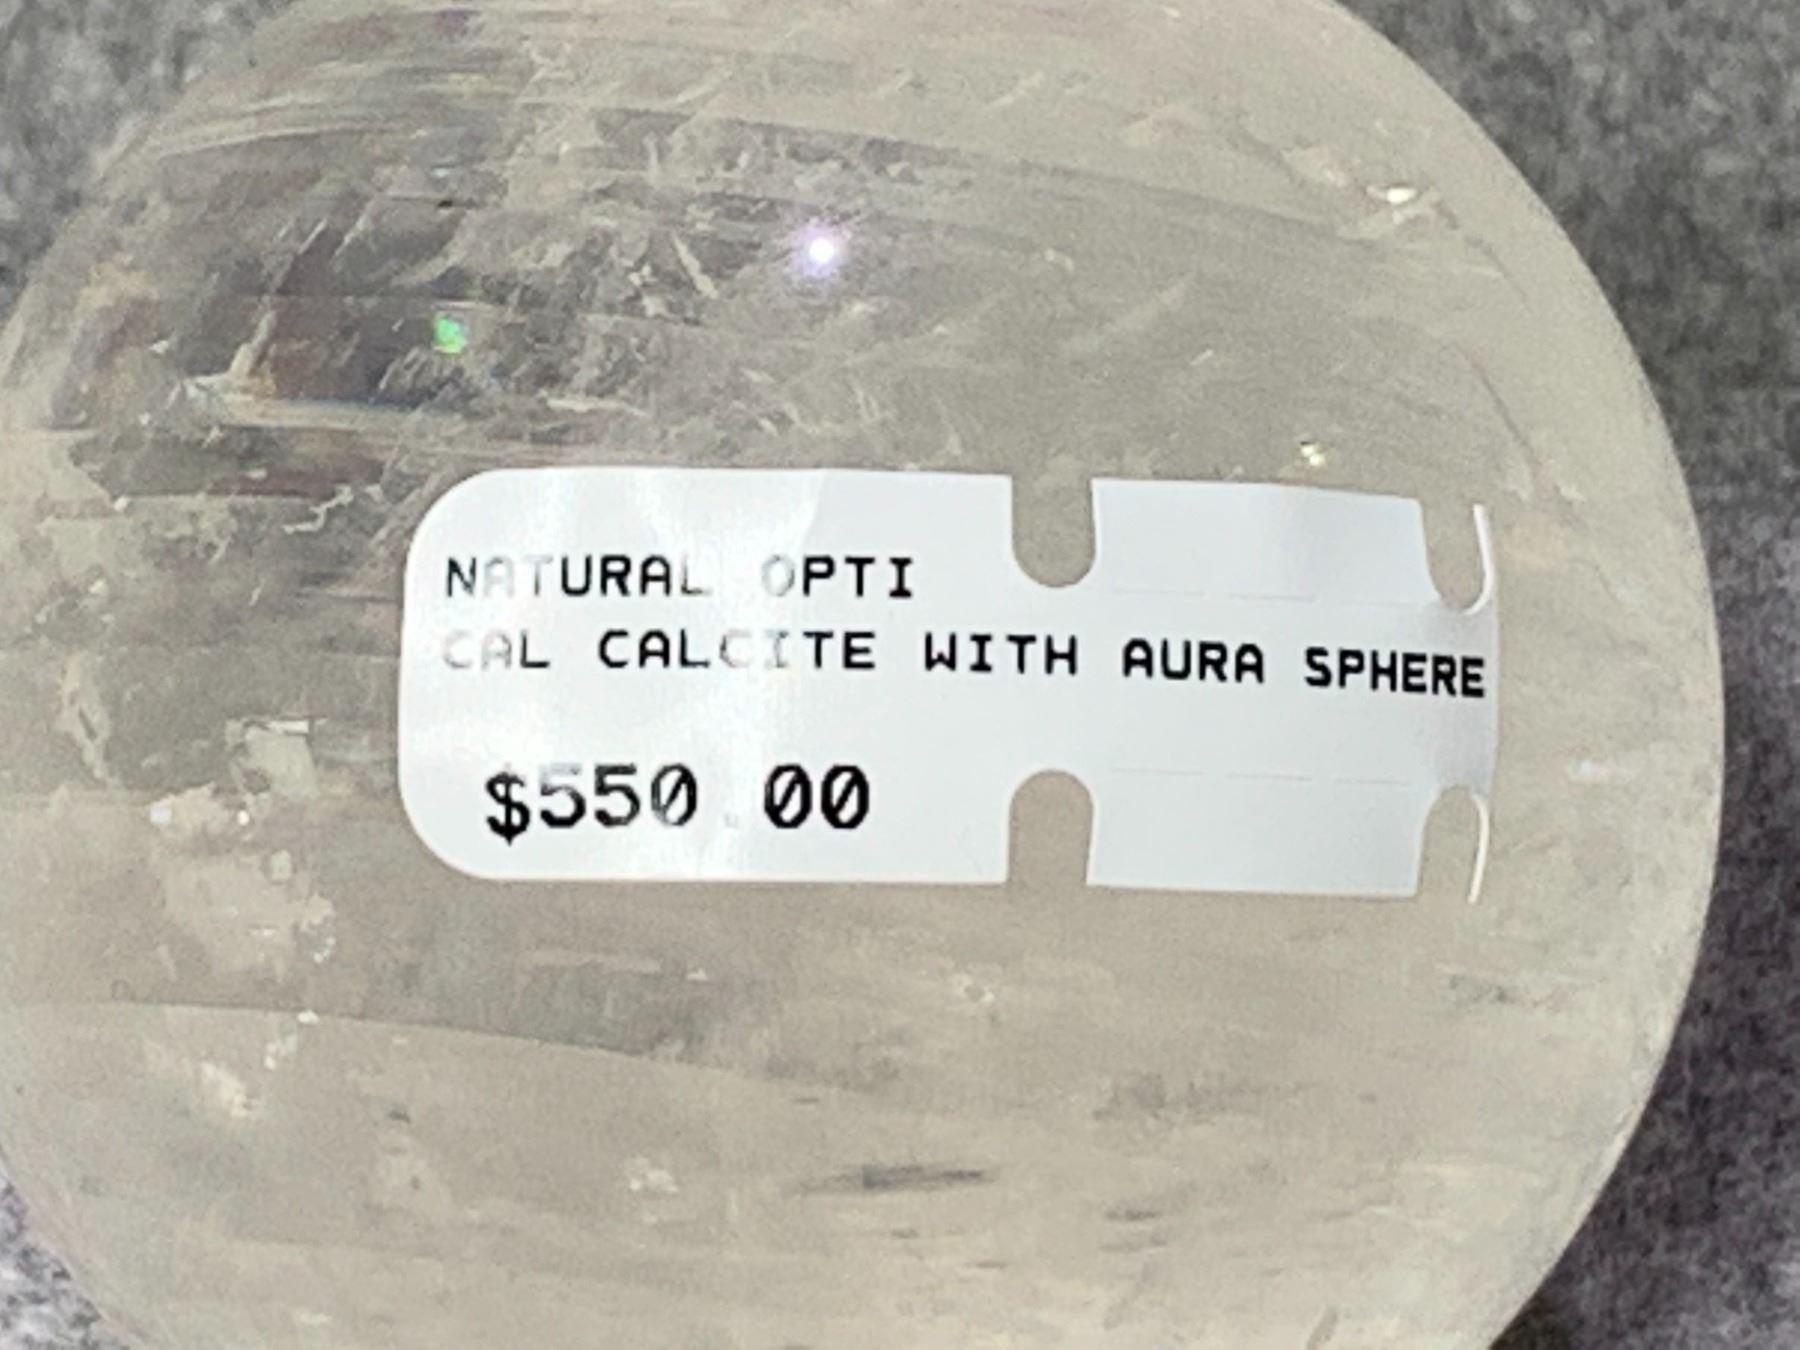 NATURAL OPTI
CAL CALCITE WITH AURA SPHERE
$550.00